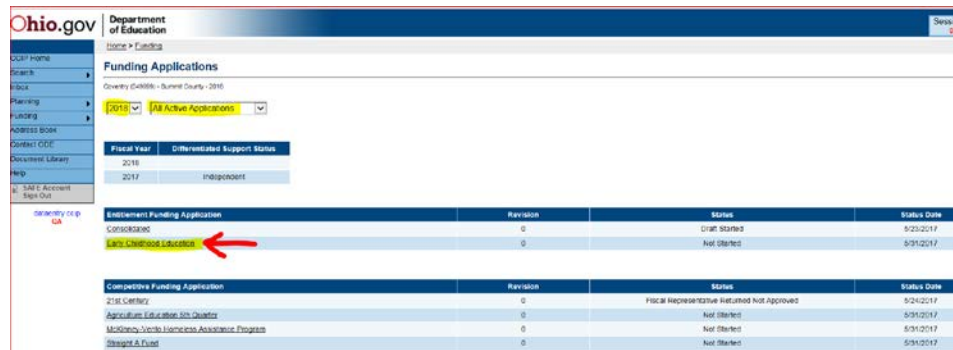 Ohio.gov
Department
of Education
Home > Funding
CCIP Home
Search
Inbox
Planning
Funding
Address Book
Contact ODE
Document Library
Help
SAFE Account
Sign Out
QA
Funding Applications
Summit County - 2018
2018 All Active Applications
Fiscal Year Differentiated Support Status
2018
2017 Independent
Entitlement Funding Application Revision Status Status Date
Consolidated 0 Draft Started 5/23/2017
Early Childhood Education 0 Not Started 5/31/2017
Competitive Funding Application Revision Status Status Date
21st Century 0 Fiscal Representative Returned Not Approved 5/24/2017
Agriculture Education 5th Quarter 0 Not Started 5/31/2017
McKinney-Vento Homeless Assistance Program 0 Not Started 5/31/2017
Straight A Fund 0 Not Started 5/31/2017